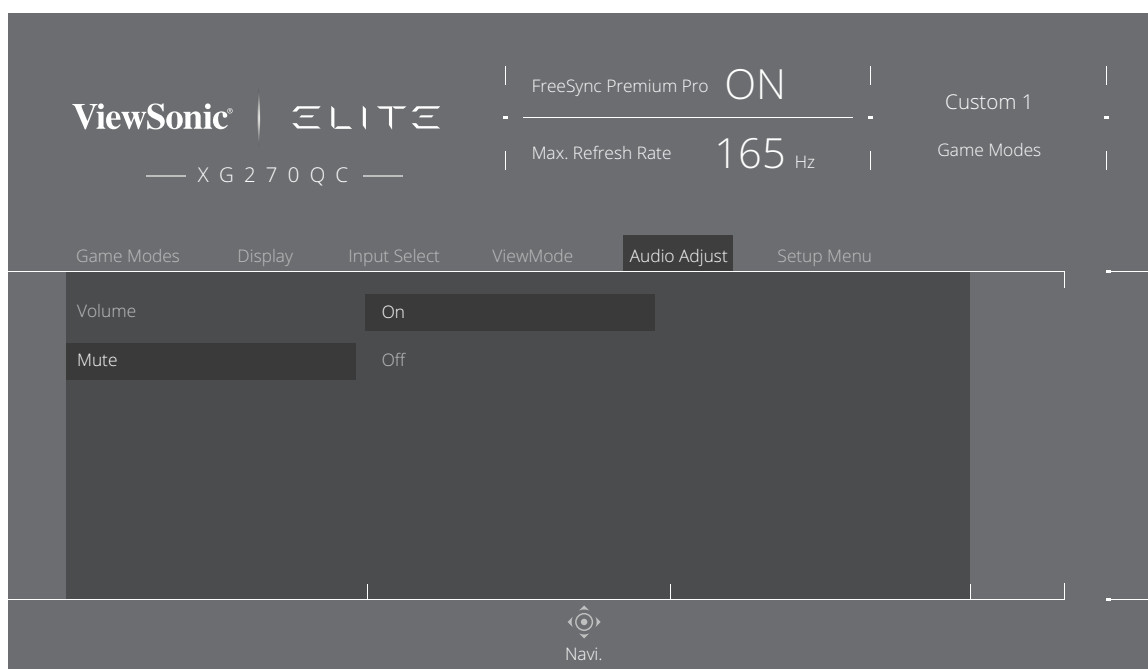 ViewSonic® ELITE
XG270QC
FreeSync Premium Pro ON
Max. Refresh Rate 165 Hz
Custom 1
Game Modes
Game Modes Display Input Select ViewMode Audio Adjust Setup Menu
Volume On
Mute Off
Navi.